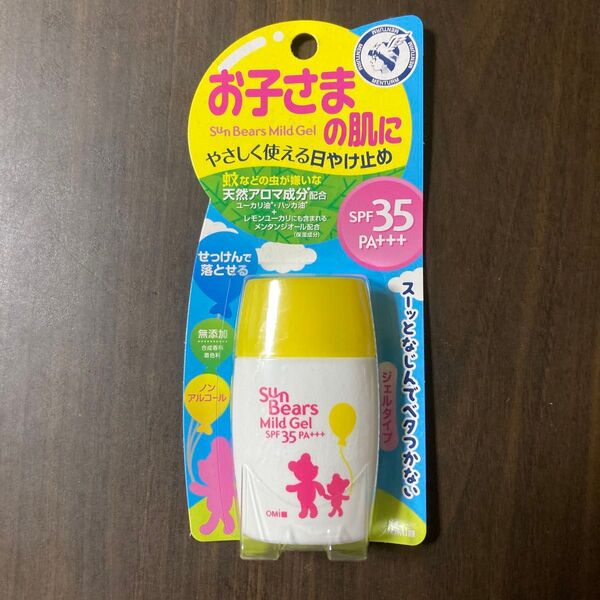 MENTURM
MENTURM
お子さま
の肌に
Sun Bears Mild Gel
やさしく使える日やけ止め
蚊などの虫が嫌いな
天然アロマ成分*配合
ユーカリ油*・ハッカ油*
+
レモンユーカリにも含まれる
メンタンジオール配合
(保湿成分)
SPF35
PA+++
せっけんで
落とせる
無添加
合成香料
着色料
ノン
アルコール
スーッとなじんでベタつかない
ジェルタイプ
Sun
Bears
Mild Gel
SPF35 PA+++
OMI